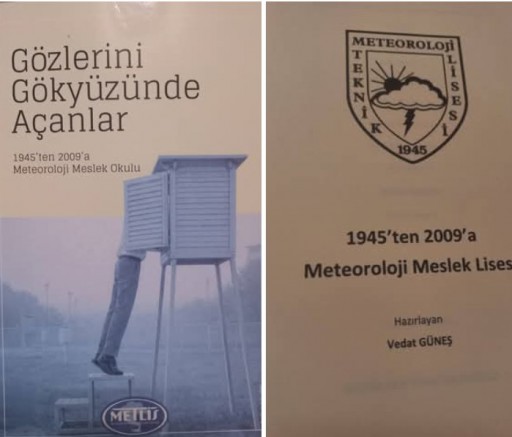 Gözlerini
Gökyüzünde
Açanlar
1945'ten 2009'a
Meteoroloji Meslek Okulu
METLİS
METEOROLOJİ
TEKNİK
LİSESİ
1945
1945'ten 2009'a
Meteoroloji Meslek Lises
Hazırlayan
Vedat GÜNEŞ